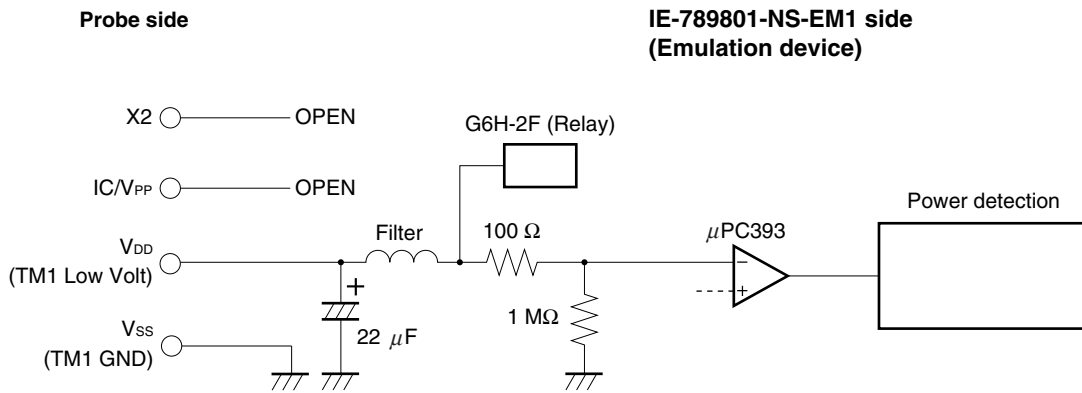 Probe side
IE-789801-NS-EM1 side
(Emulation device)
X2
OPEN
G6H-2F (Relay)
IC/VPP
OPEN
Power detection
VDD
(TM1 Low Volt)
Filter
100 Ω
μPC393
−
+
+
1 MΩ
22 μF
VSS
(TM1 GND)